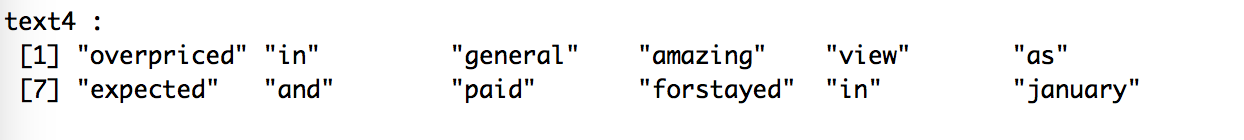 text4 :
[1] "overpriced" "in" "general" "amazing" "view" "as"
[7] "expected" "and" "paid" "forstayed" "in" "january"